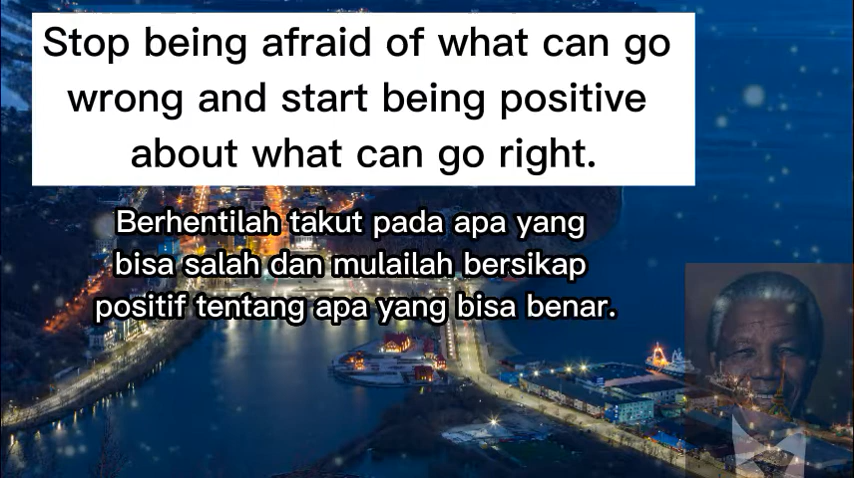 Stop being afraid of what can go
wrong and start being positive
about what can go right.
Berhentilah takut pada apa yang
bisa salah dan mulailah bersikap
positif tentang apa yang bisa benar.